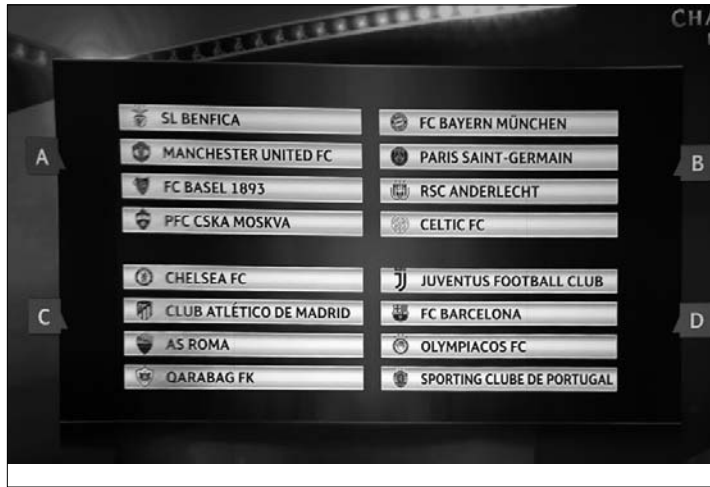 CHA
A
SL BENFICA
MANCHESTER UNITED FC
FC BASEL 1893
PFC CSKA MOSKVA
B
FC BAYERN MÜNCHEN
PARIS SAINT-GERMAIN
RSC ANDERLECHT
CELTIC FC
C
CHELSEA FC
CLUB ATLÉTICO DE MADRID
AS ROMA
QARABAG FK
D
JUVENTUS FOOTBALL CLUB
FC BARCELONA
OLYMPIACOS FC
SPORTING CLUBE DE PORTUGAL